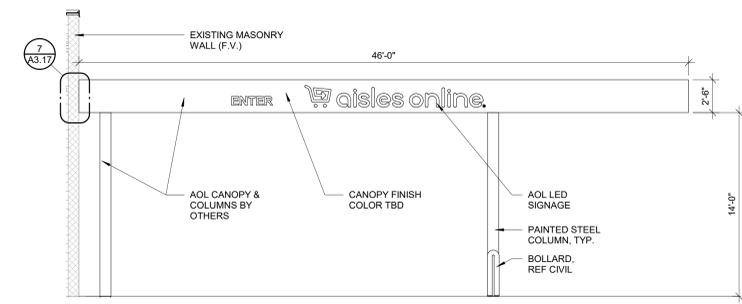 EXISTING MASONRY
WALL (F.V.)
7
A3.17
46'-0"
ENTER
aisles online.
2'-6"
14'-0"
AOL CANOPY &
COLUMNS BY
OTHERS
CANOPY FINISH
COLOR TBD
AOL LED
SIGNAGE
PAINTED STEEL
COLUMN, TYP.
BOLLARD,
REF CIVIL